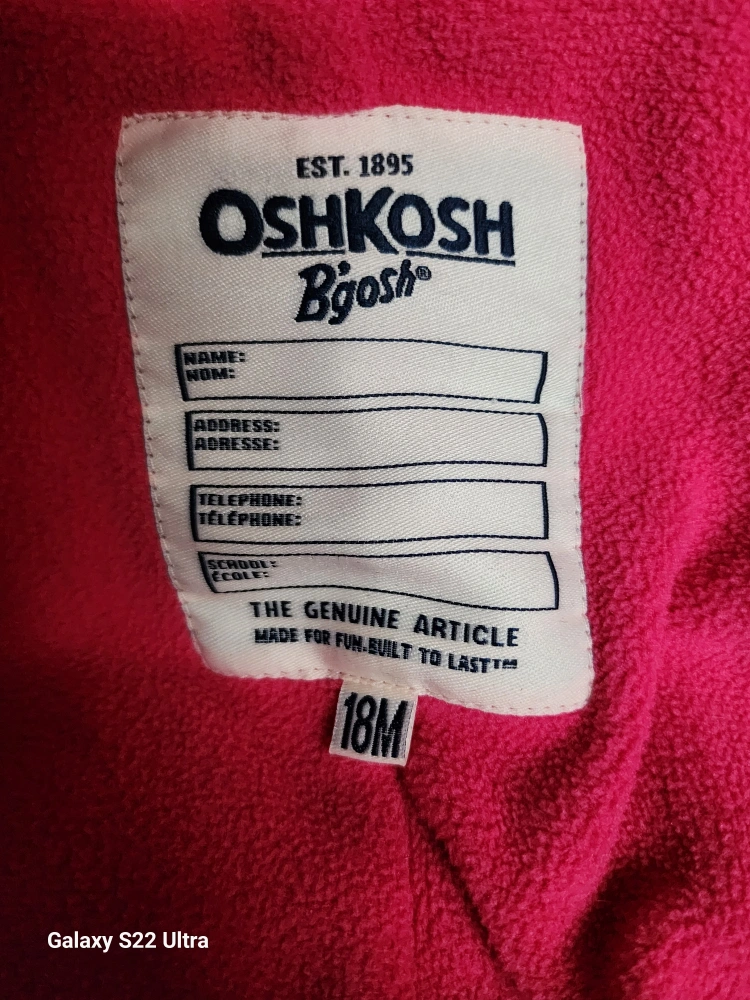 EST. 1895
OSHKOSH
B'gosh®
NAME:
NOM:
ADDRESS:
ADRESSE:
TELEPHONE:
TÉLÉPHONE:
SCHOOL:
ÉCOLE:
THE GENUINE ARTICLE
MADE FOR FUN.BUILT TO LAST™
18M
Galaxy S22 Ultra